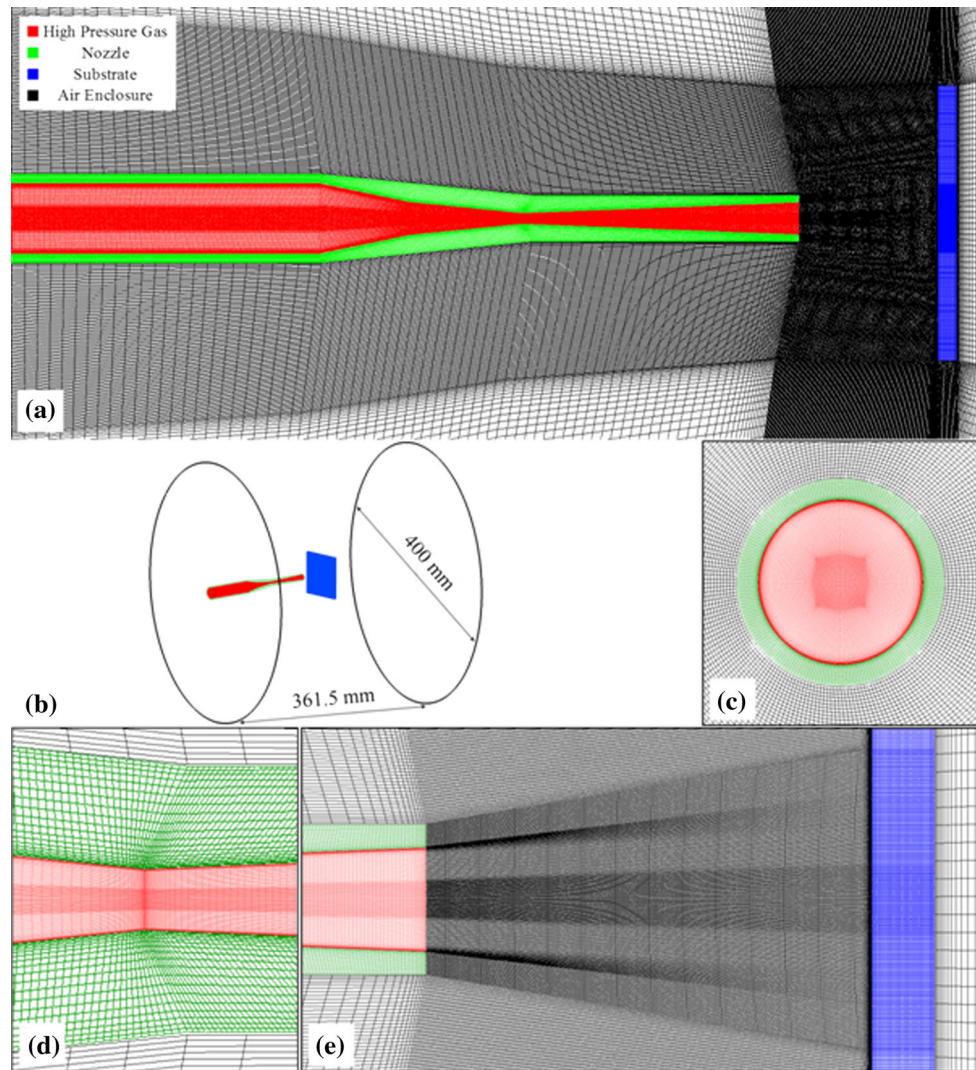 High Pressure Gas
Nozzle
Substrate
Air Enclosure
(a)
400 mm
361.5 mm
(b)
(c)
(d)
(e)